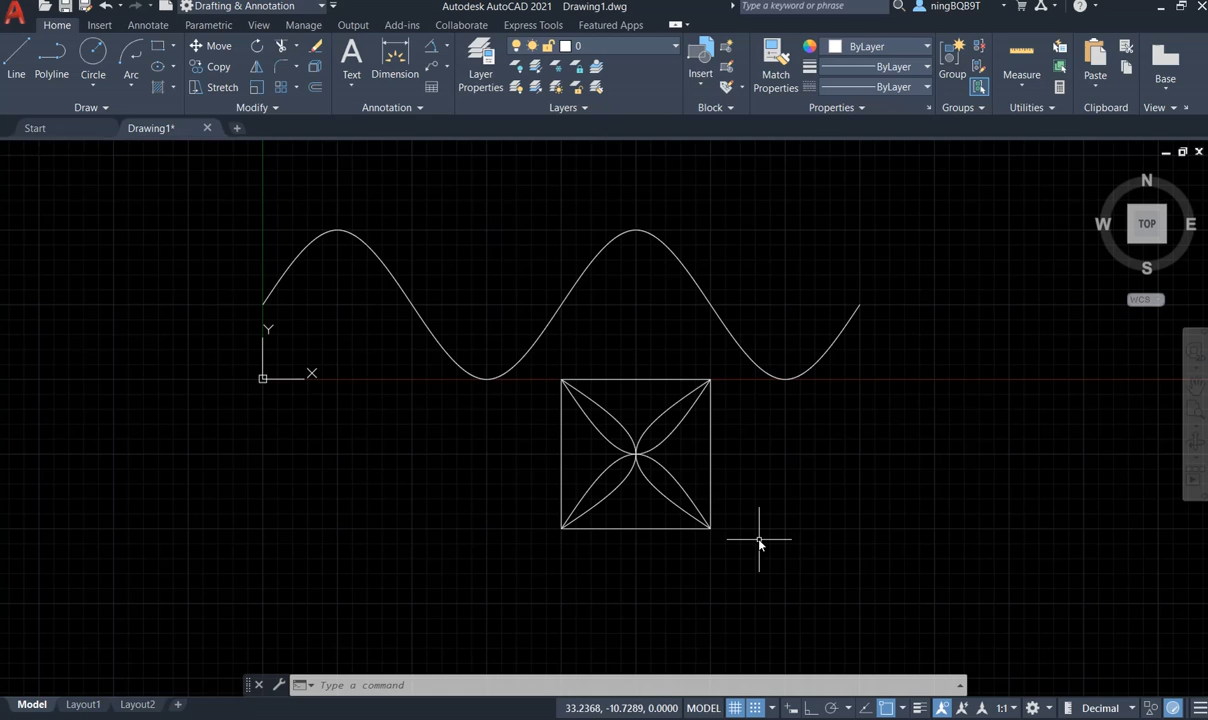 Drafting & Annotation
Autodesk AutoCAD 2021 Drawing1.dwg
Type a keyword or phrase
ningBQB9T
Home Insert Annotate Parametric View Manage Output Add-ins Collaborate Express Tools Featured Apps
Line Polyline Circle Arc
Move
Copy
Stretch
Text Dimension
Layer
Properties
0
Insert
Match
Properties
ByLayer
ByLayer
ByLayer
Group
Measure
Paste
Base
Draw Modify Annotation Layers Block Properties Groups Utilities Clipboard View
Start Drawing1*
N
W TOP E
S
WCS
Y
X
Type a command
Model Layout1 Layout2
33.2368, -10.7289, 0.0000 MODEL 1:1 Decimal